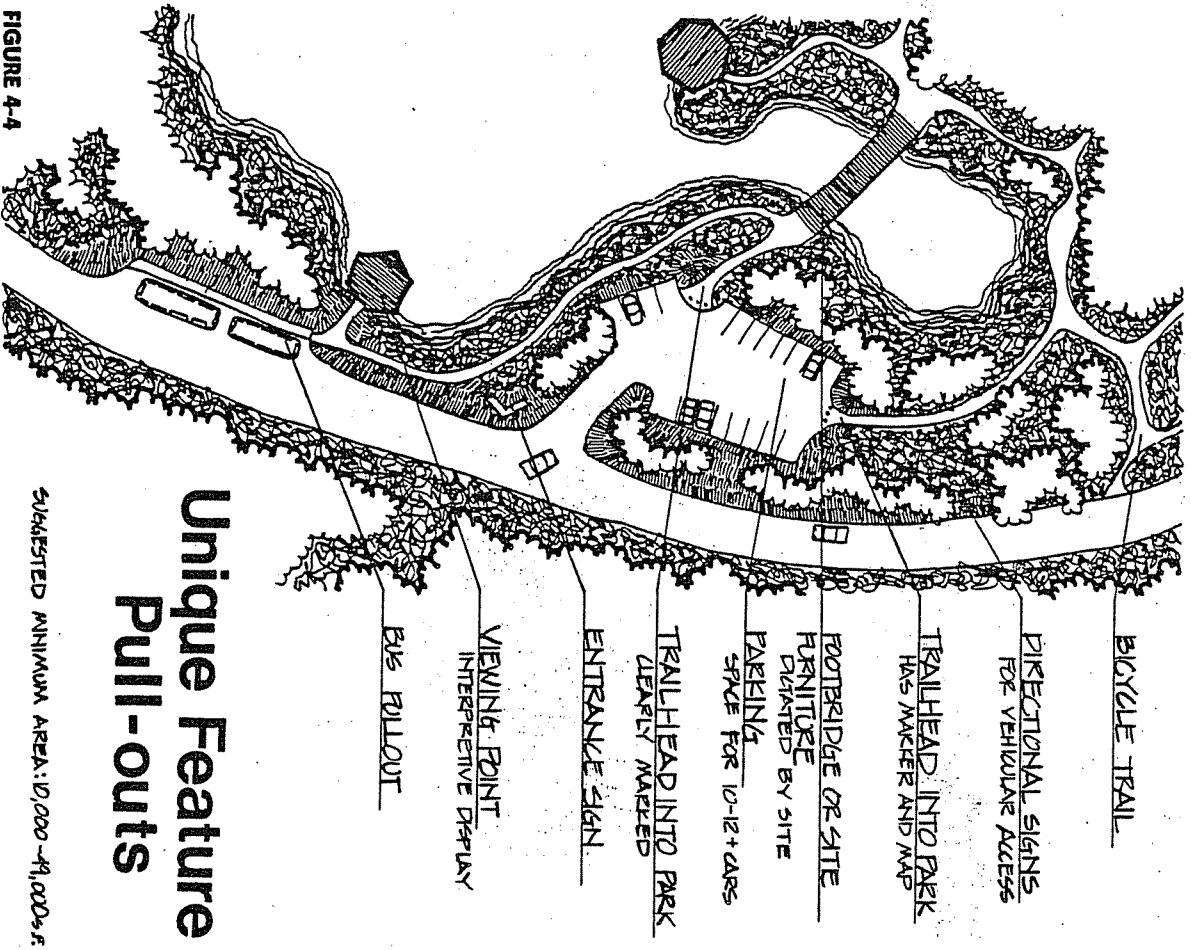 BICYCLE TRAIL
DIRECTIONAL SIGNS
FOR VEHICULAR ACCESS
TRAILHEAD INTO PARK
HAS MARKER AND MAP
FOOTBRIDGE OR SITE
FURNITURE
DICTATED BY SITE
PARKING
SPACE FOR 10-12+ CARS
TRAILHEAD INTO PARK
CLEARLY MARKED
ENTRANCE SIGN
VIEWING POINT
INTERPRETIVE DISPLAY
BUS PULLOUT
Unique Feature
Pull-outs
SUGGESTED MINIMUM AREA: 10,000-49,000 S.F.
FIGURE 4-4